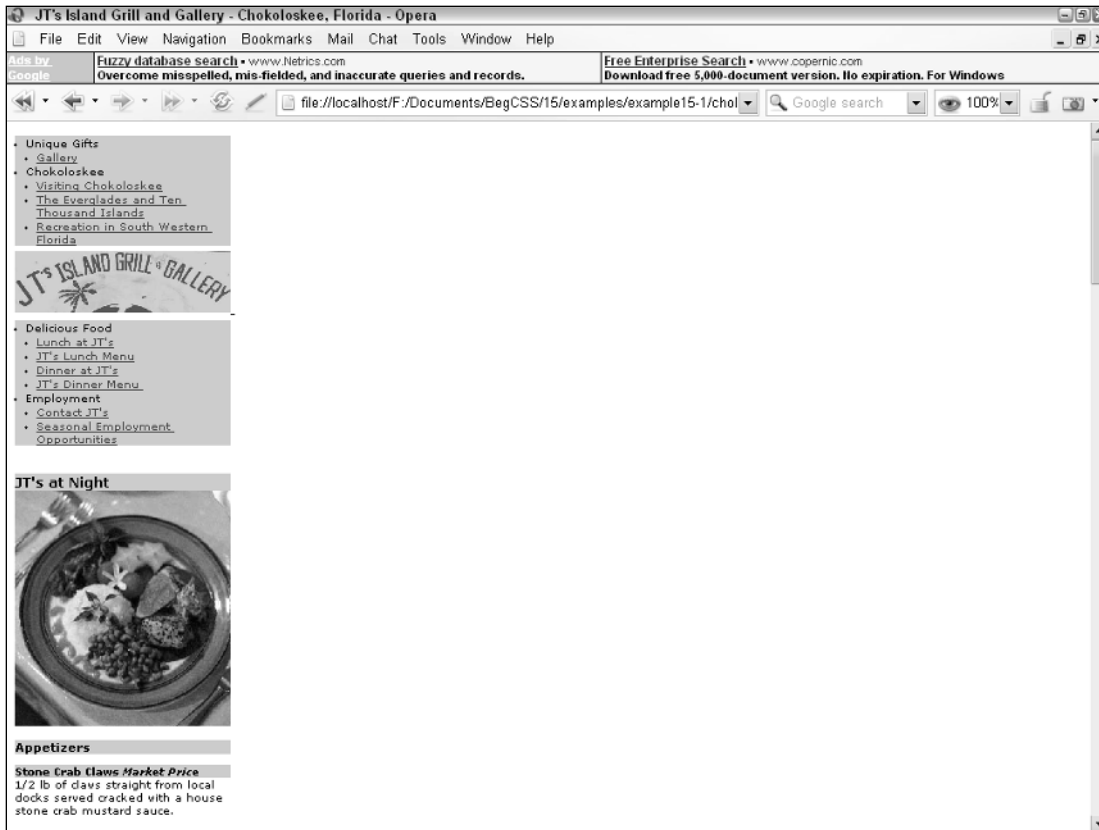 JT's Island Grill and Gallery - Chokoloskee, Florida - Opera
File Edit View Navigation Bookmarks Mail Chat Tools Window Help
Ads by Google
Fuzzy database search ▪ www.Netrics.com
Overcome misspelled, mis-fielded, and inaccurate queries and records.
Free Enterprise Search ▪ www.copernic.com
Download free 5,000-document version. No expiration. For Windows
file://localhost/F:/Documents/BegCSS/15/examples/example15-1/chol
Google search
100%
Unique Gifts
Gallery
Chokoloskee
Visiting Chokoloskee
The Everglades and Ten
Thousand Islands
Recreation in South Western
Florida
JT's ISLAND GRILL & GALLERY
Delicious Food
Lunch at JT's
JT's Lunch Menu
Dinner at JT's
JT's Dinner Menu
Employment
Contact JT's
Seasonal Employment
Opportunities
JT's at Night
Appetizers
Stone Crab Claws Market Price
1/2 lb of claws straight from local
docks served cracked with a house
stone crab mustard sauce.